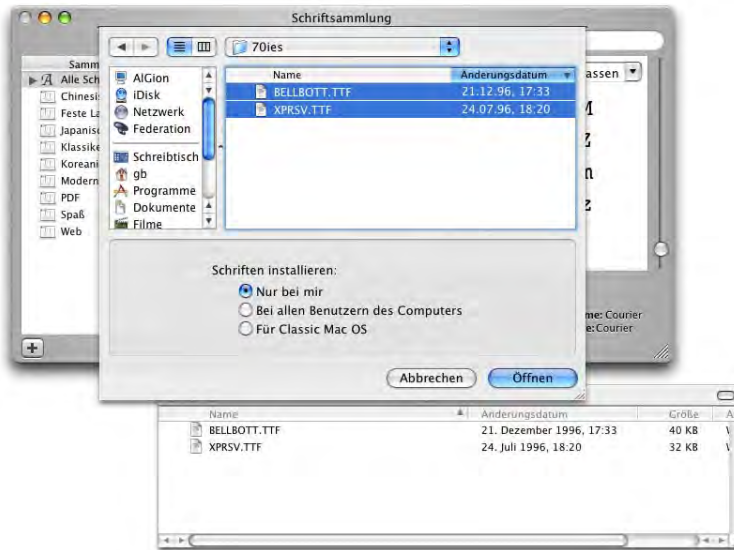 Schriftsammlung
70ies
Samm
Alle Sch
Chinesi
Feste La
Japanis
Klassike
Koreani
Modern
PDF
Spaß
Web
AlGion
iDisk
Netzwerk
Federation
Schreibtisch
gb
Programme
Dokumente
Filme
Name Änderungsdatum
BELLBOTT.TTF 21.12.96, 17:33
XPRSV.TTF 24.07.96, 18:20
assen
Schriften installieren:
Nur bei mir
Bei allen Benutzern des Computers
Für Classic Mac OS
me: Courier
e: Courier
Abbrechen Öffnen
Name Änderungsdatum Größe A
BELLBOTT.TTF 21. Dezember 1996, 17:33 40 KB
XPRSV.TTF 24. Juli 1996, 18:20 32 KB